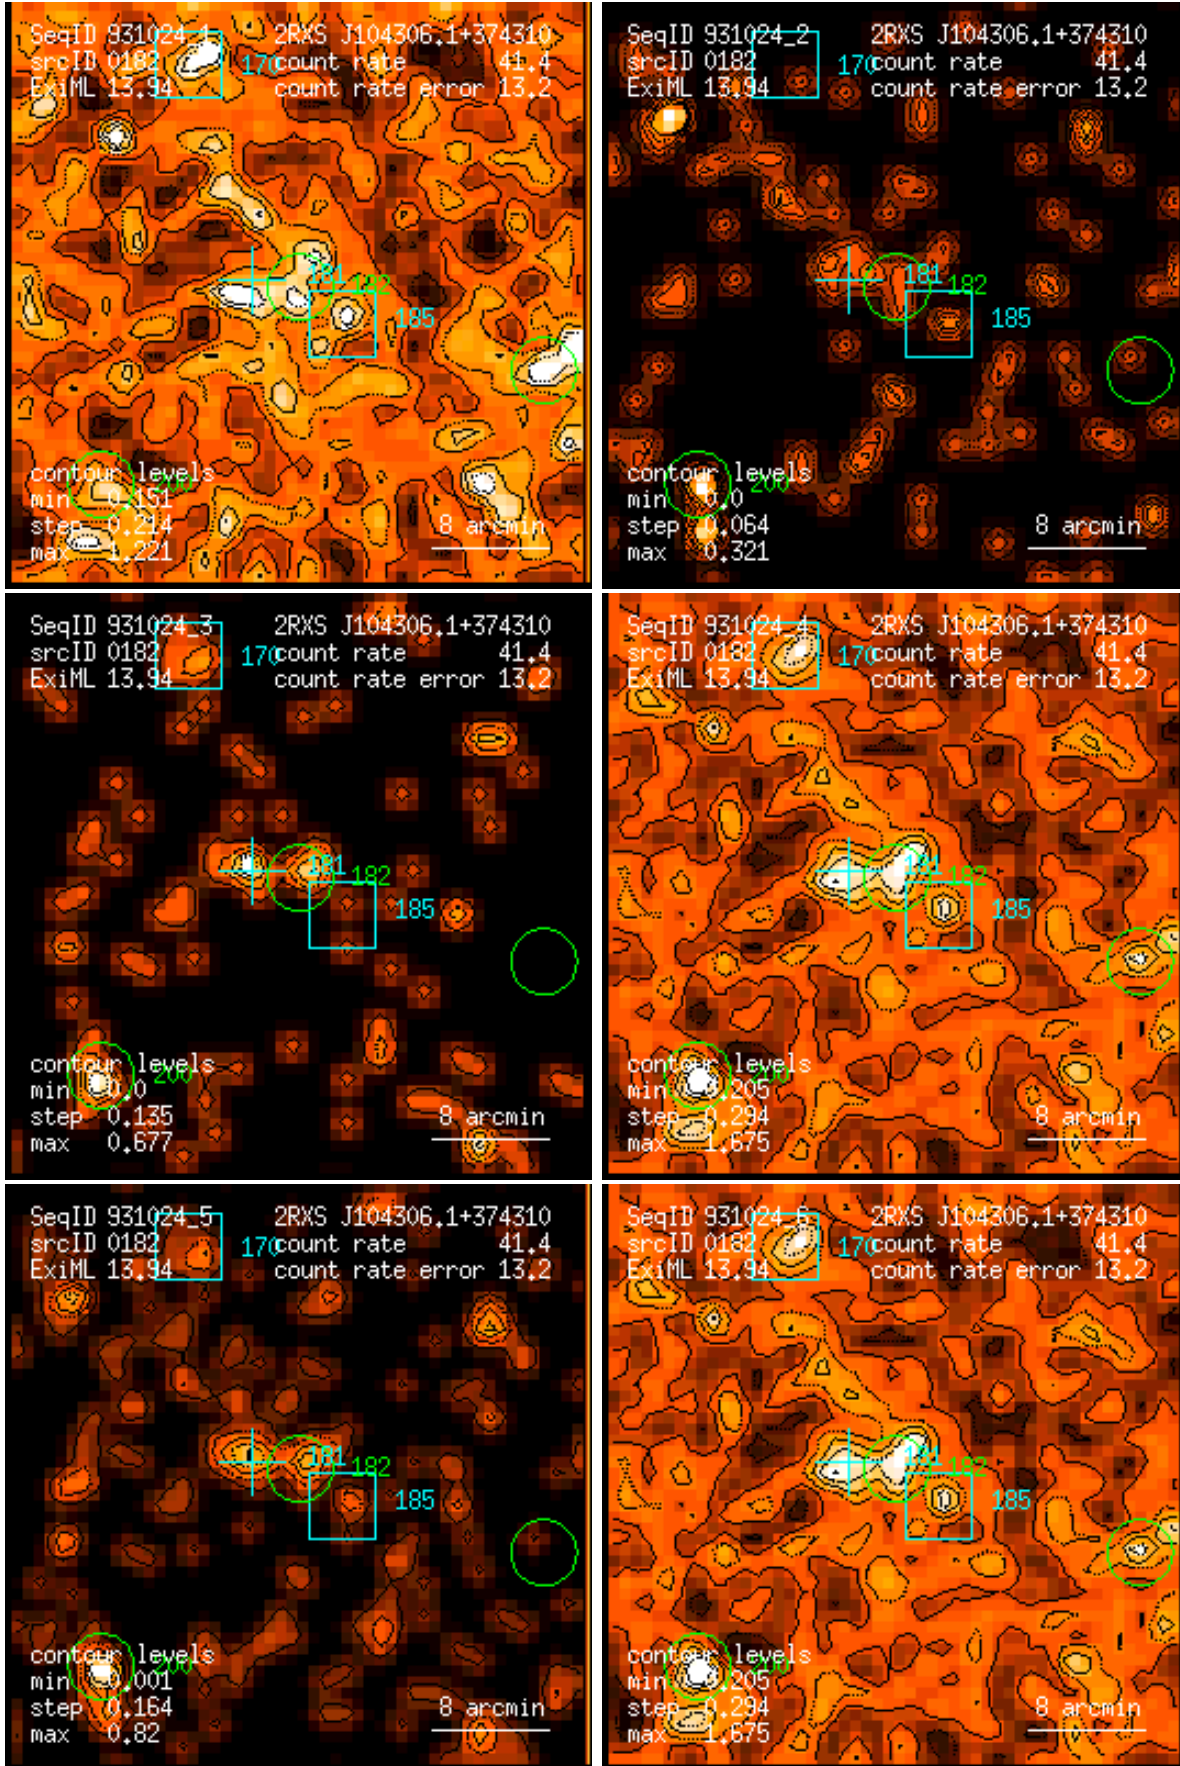 SeqID 931024_1 2RXS J104306.1+374310
srcID 0182 170 count rate 41.4
ExiML 13.94 count rate error 13.2
181 182
185
contour levels
200
min 0.151
step 0.214
max 1.221
8 arcmin
SeqID 931024_2 2RXS J104306.1+374310
srcID 0182 170 count rate 41.4
ExiML 13.94 count rate error 13.2
181 182
185
contour levels
200
min 0.0
step 0.064
max 0.321
8 arcmin
SeqID 931024_3 2RXS J104306.1+374310
srcID 0182 170 count rate 41.4
ExiML 13.94 count rate error 13.2
181 182
185
contour levels
200
min 0.0
step 0.135
max 0.677
8 arcmin
SeqID 931024_4 2RXS J104306.1+374310
srcID 0182 170 count rate 41.4
ExiML 13.94 count rate error 13.2
181 182
185
contour levels
200
min 0.205
step 0.294
max 1.675
8 arcmin
SeqID 931024_5 2RXS J104306.1+374310
srcID 0182 170 count rate 41.4
ExiML 13.94 count rate error 13.2
181 182
185
contour levels
200
min 0.001
step 0.164
max 0.82
8 arcmin
SeqID 931024_6 2RXS J104306.1+374310
srcID 0182 170 count rate 41.4
ExiML 13.94 count rate error 13.2
181 182
185
contour levels
200
min 0.205
step 0.294
max 1.675
8 arcmin